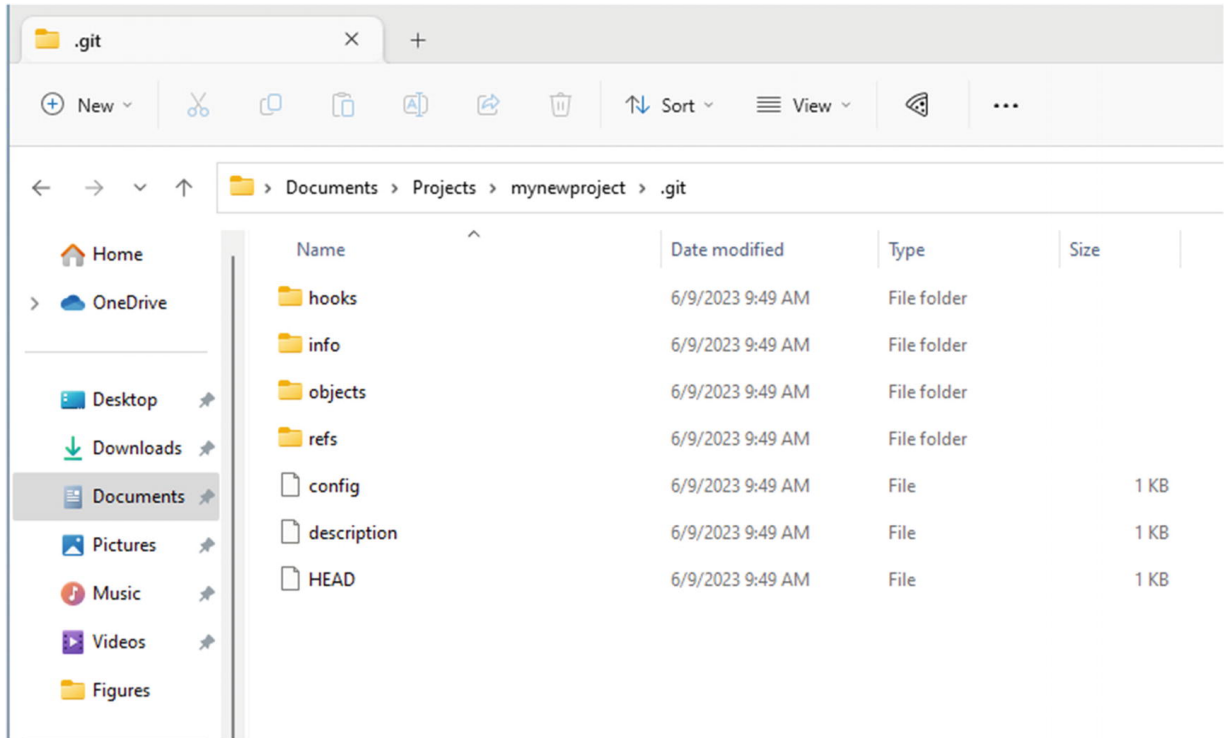 .git
New Sort View
Documents > Projects > mynewproject > .git
Home
OneDrive
Desktop
Downloads
Documents
Pictures
Music
Videos
Figures
Name Date modified Type Size
hooks 6/9/2023 9:49 AM File folder
info 6/9/2023 9:49 AM File folder
objects 6/9/2023 9:49 AM File folder
refs 6/9/2023 9:49 AM File folder
config 6/9/2023 9:49 AM File 1 KB
description 6/9/2023 9:49 AM File 1 KB
HEAD 6/9/2023 9:49 AM File 1 KB